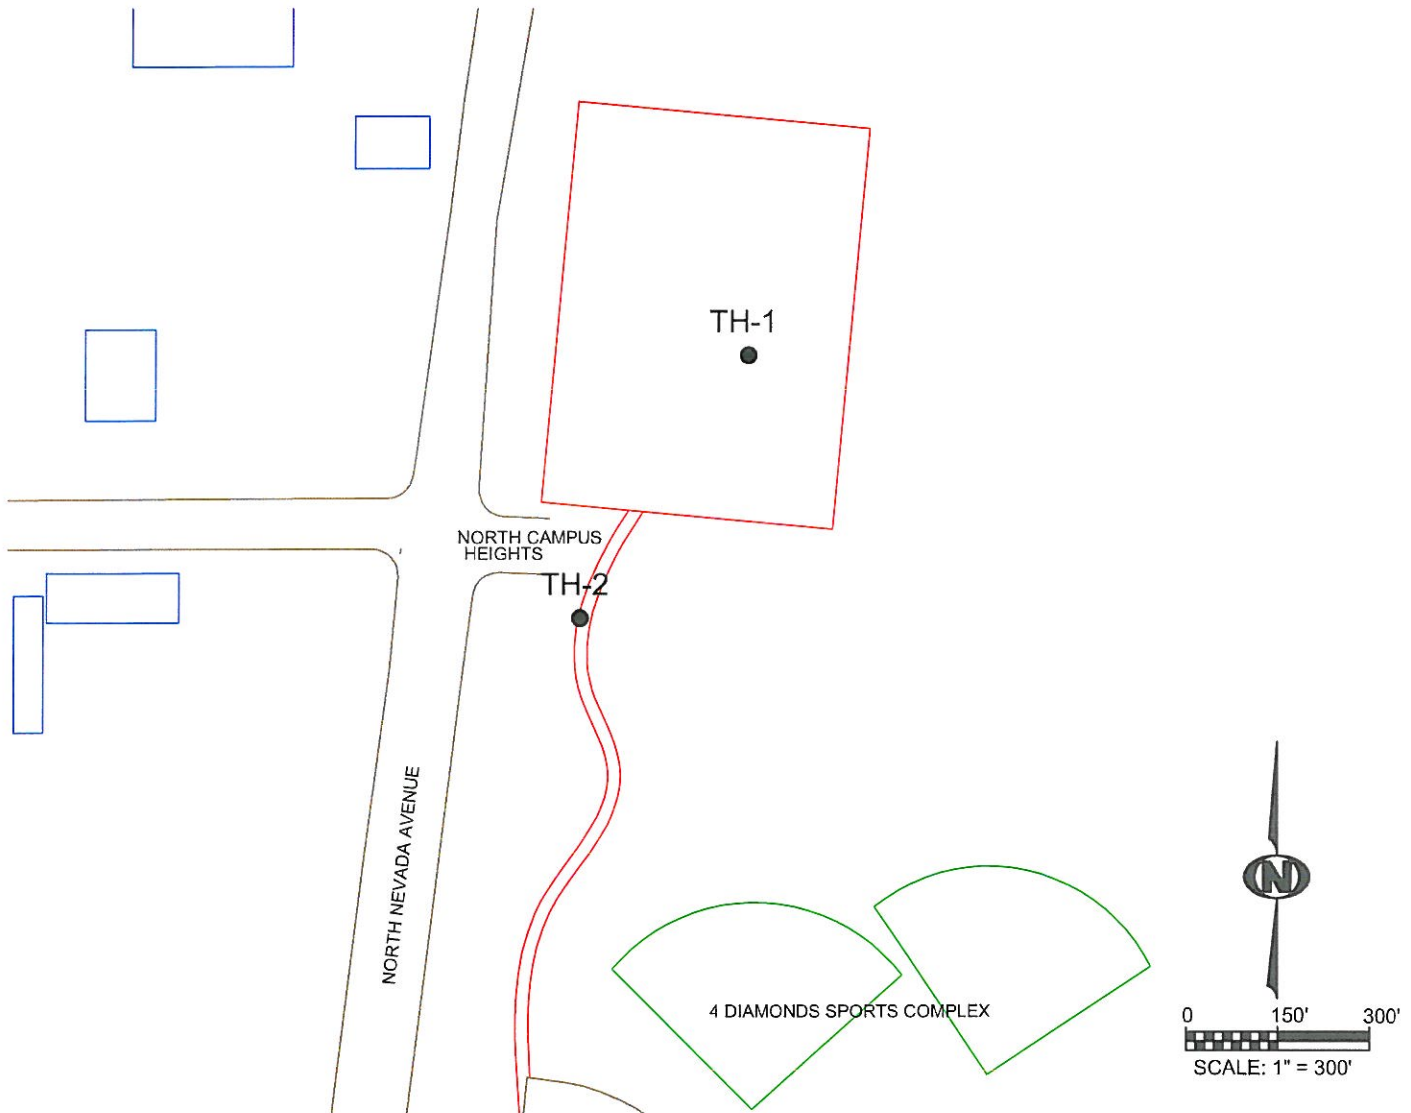 TH-1
NORTH CAMPUS
HEIGHTS
TH-2
NORTH NEVADA AVENUE
4 DIAMONDS SPORTS COMPLEX
N
0 150' 300'
SCALE: 1" = 300'